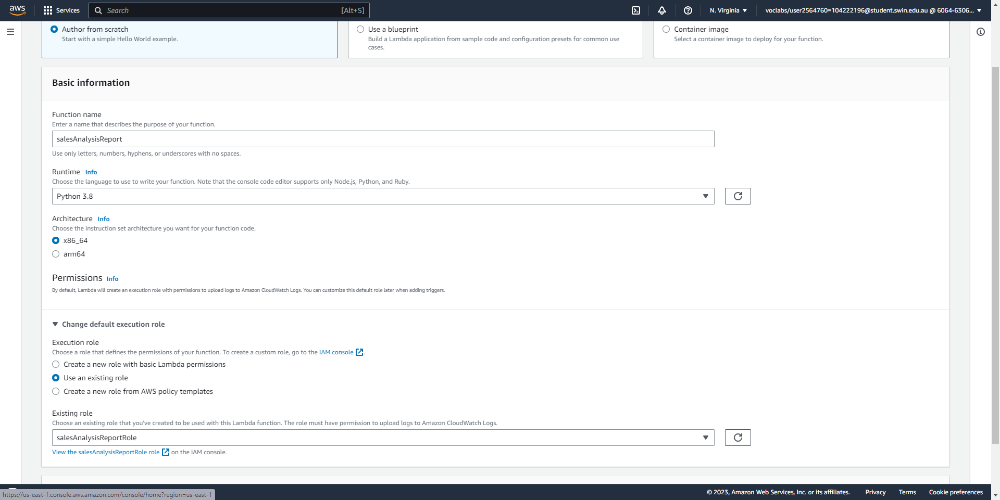 aws
Services
Search [Alt+S]
N. Virginia
voclabs/user2564760=104222196@student.swin.edu.au @ 6064-6306...
Author from scratch
Start with a simple Hello World example.
Use a blueprint
Build a Lambda application from sample code and configuration presets for common use
cases.
Container image
Select a container image to deploy for your function.
Basic information
Function name
Enter a name that describes the purpose of your function.
salesAnalysisReport
Use only letters, numbers, hyphens, or underscores with no spaces.
Runtime Info
Choose the language to use to write your function. Note that the console code editor supports only Node.js, Python, and Ruby.
Python 3.8
Architecture Info
Choose the instruction set architecture you want for your function code.
x86_64
arm64
Permissions Info
By default, Lambda will create an execution role with permissions to upload logs to Amazon CloudWatch Logs. You can customize this default role later when adding triggers.
Change default execution role
Execution role
Choose a role that defines the permissions of your function. To create a custom role, go to the IAM console.
Create a new role with basic Lambda permissions
Use an existing role
Create a new role from AWS policy templates
Existing role
Choose an existing role that you've created to be used with this Lambda function. The role must have permission to upload logs to Amazon CloudWatch Logs.
salesAnalysisReportRole
View the salesAnalysisReportRole role on the IAM console.
https://us-east-1.console.aws.amazon.com/console/home?region=us-east-1
© 2023, Amazon Web Services, Inc. or its affiliates. Privacy Terms Cookie preferences